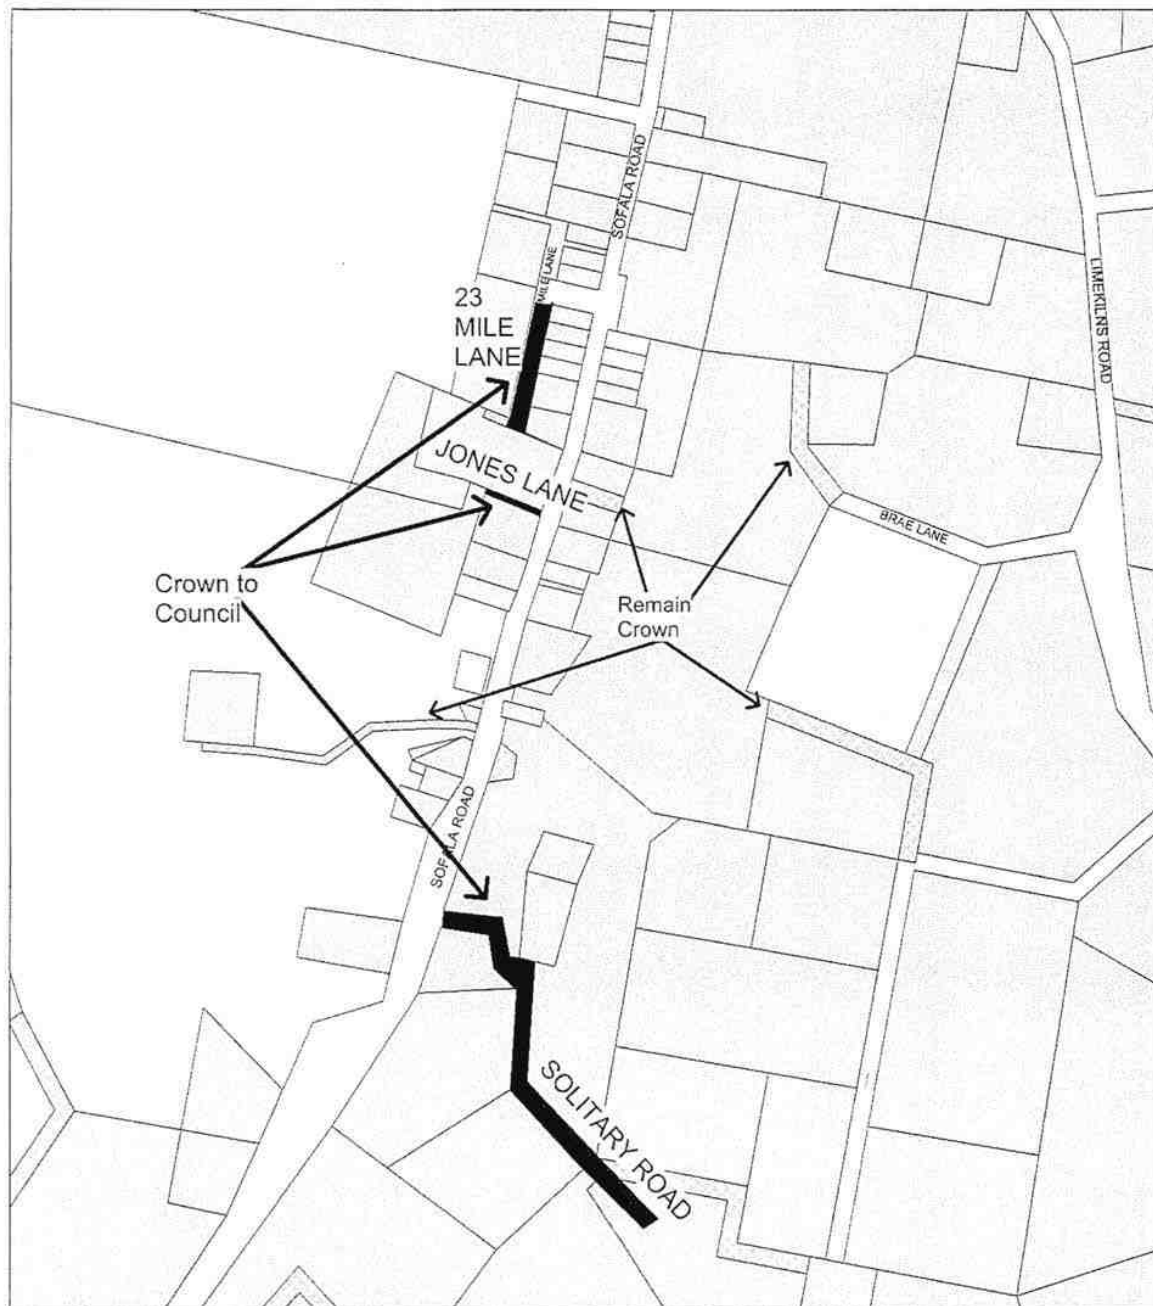 SOFALA ROAD
MILE LANE
LIMEKILNS ROAD
23
MILE
LANE
JONES LANE
BRAE LANE
Crown to
Council
Remain
Crown
SOFALA ROAD
SOLITARY ROAD